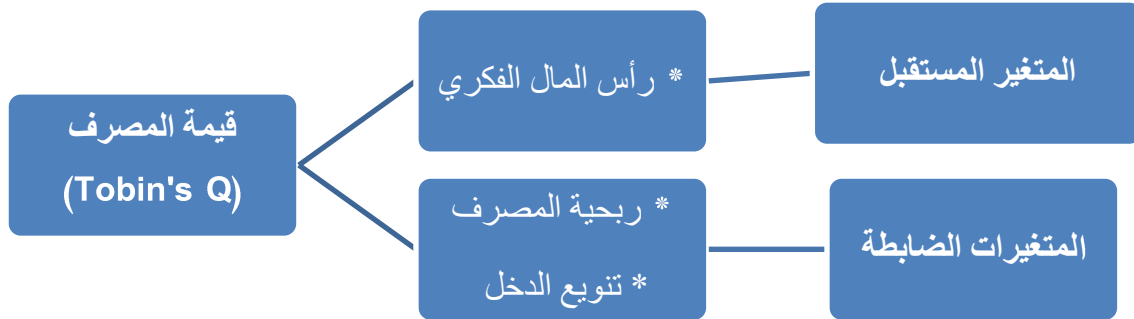 المتغير المستقبل
* رأس المال الفكري
قيمة المصرف
(Tobin's Q)
المتغيرات الضابطة
* ربحية المصرف
* تنويع الدخل